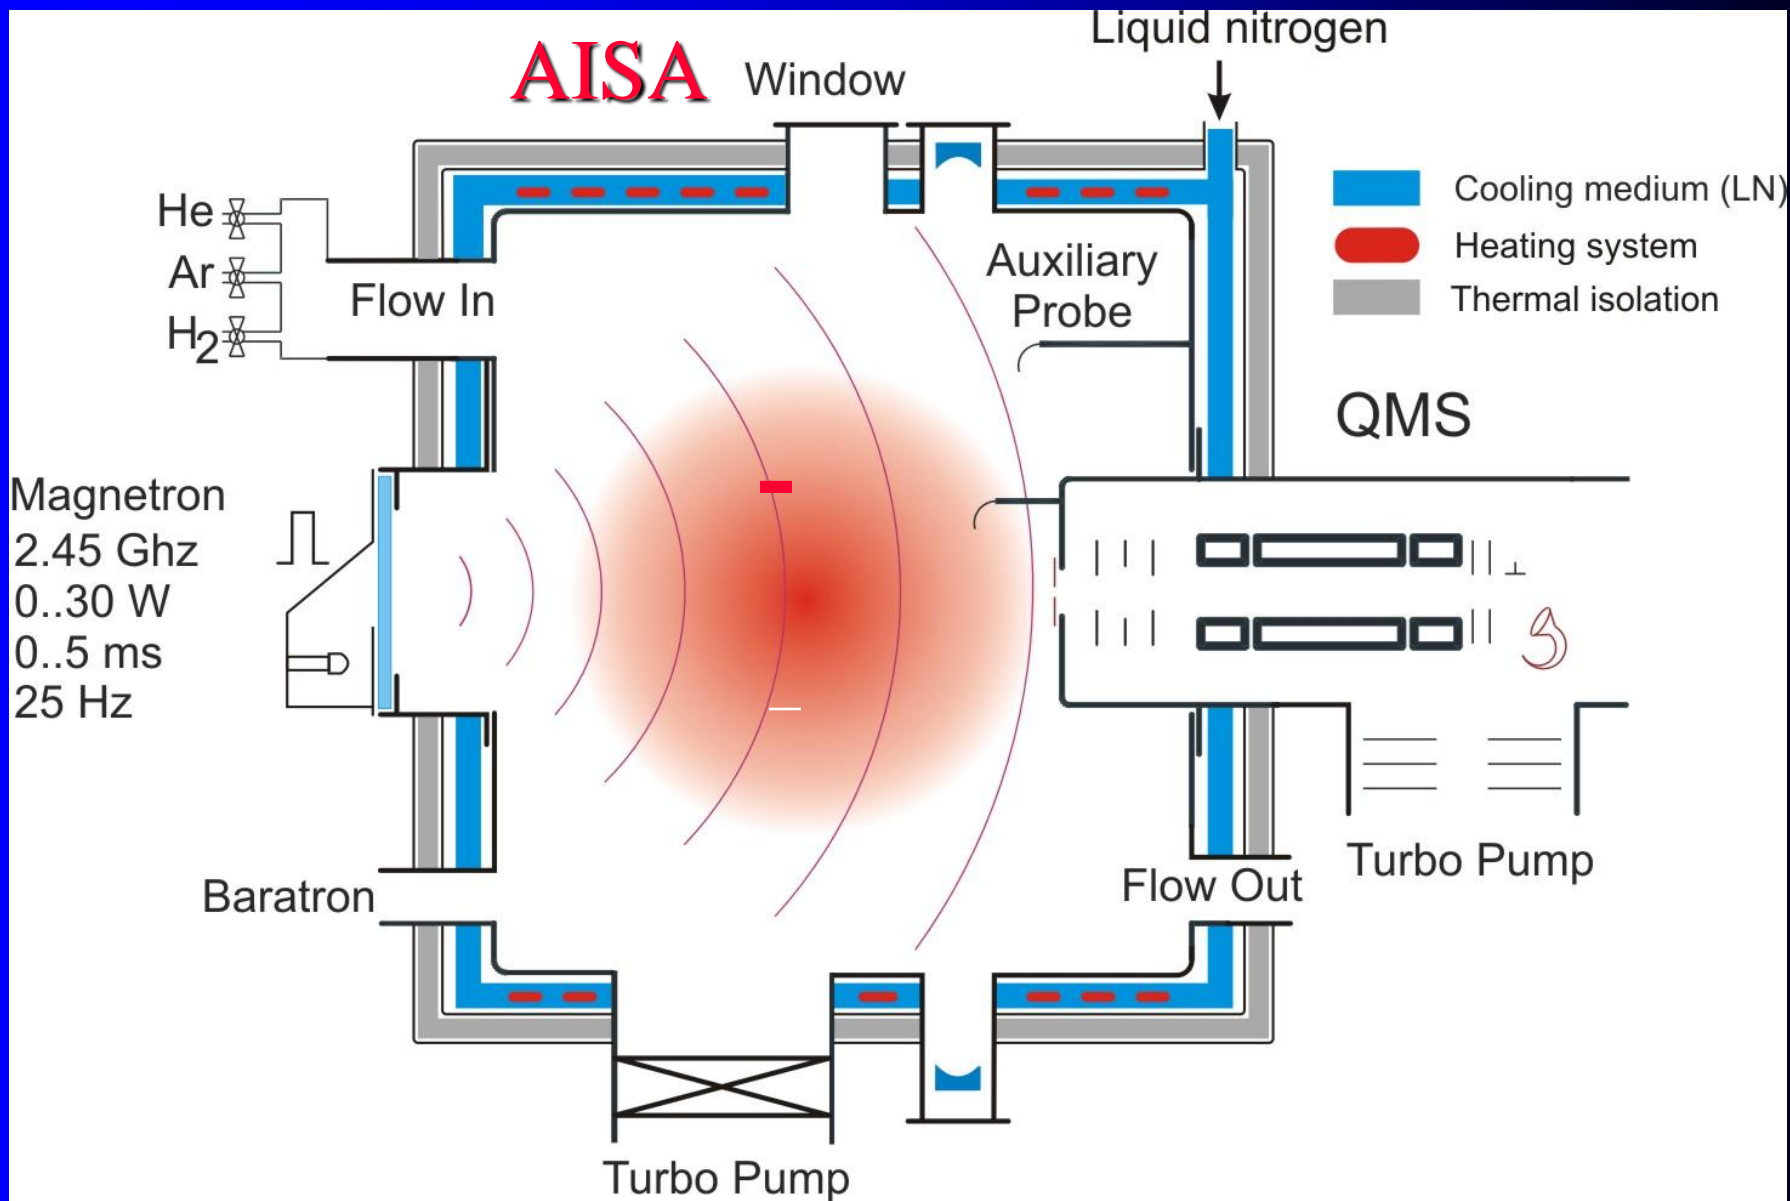 Liquid nitrogen
AISA
Window
Cooling medium (LN)
Heating system
Thermal isolation
He
Ar
H2
Flow In
Auxiliary
Probe
QMS
Magnetron
2.45 Ghz
0..30 W
0..5 ms
25 Hz
Baratron
Flow Out
Turbo Pump
Turbo Pump